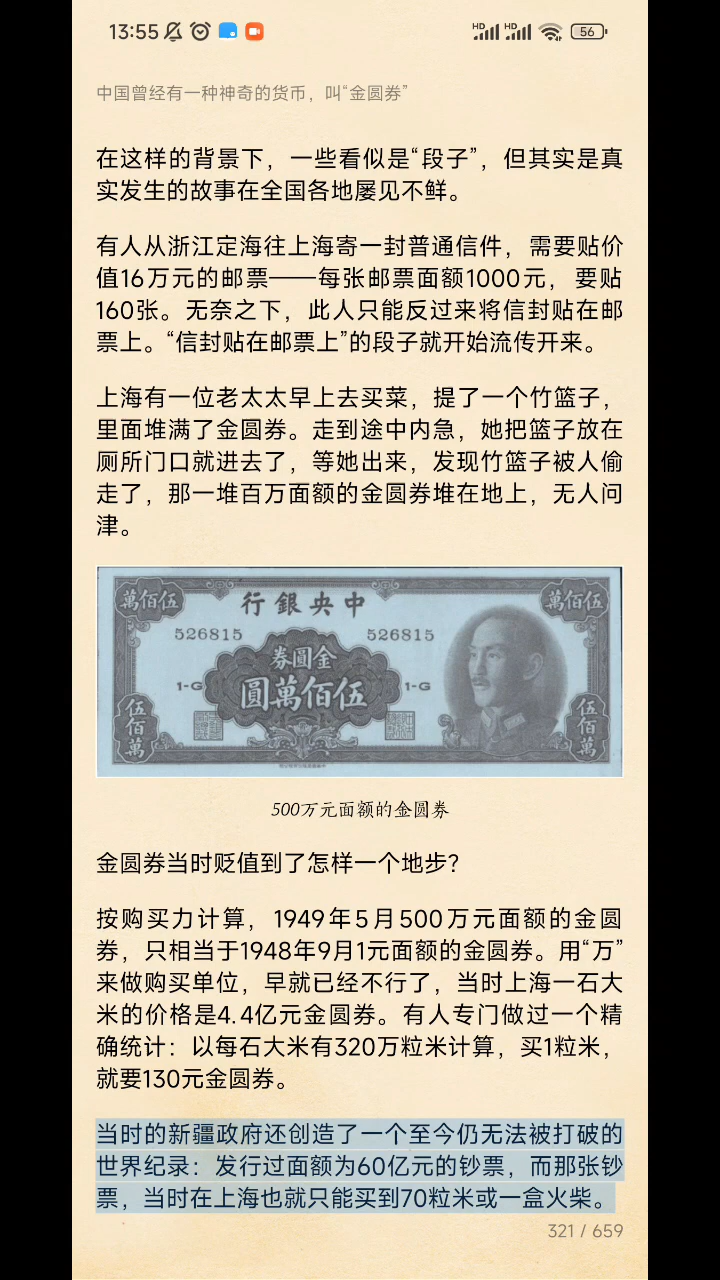 13:55
HD HD 56
中国曾经有一种神奇的货币，叫“金圆券”
在这样的背景下，一些看似是“段子”，但其实是真
实发生的故事在全国各地屡见不鲜。
有人从浙江定海往上海寄一封普通信件，需要贴价
值16万元的邮票——每张邮票面额1000元，要贴
160张。无奈之下，此人只能反过来将信封贴在邮
票上。“信封贴在邮票上”的段子就开始流传开来。
上海有一位老太太早上去买菜，提了一个竹篮子，
里面堆满了金圆券。走到途中内急，她把篮子放在
厕所门口就进去了，等她出来，发现竹篮子被人偷
走了，那一堆百万面额的金圆券堆在地上，无人问
津。
萬佰伍
行銀央中
萬佰伍
526815
526815
券圓金
1-G
圓萬佰伍
1-G
伍佰萬
伍佰萬
500万元面额的金圆券
金圆券当时贬值到了怎样一个地步？
按购买力计算，1949年5月500万元面额的金圆
券，只相当于1948年9月1元面额的金圆券。用“万”
来做购买单位，早就已经不行了，当时上海一石大
米的价格是4.4亿元金圆券。有人专门做过一个精
确统计：以每石大米有320万粒米计算，买1粒米，
就要130元金圆券。
当时的新疆政府还创造了一个至今仍无法被打破的
世界纪录：发行过面额为60亿元的钞票，而那张钞
票，当时在上海也就只能买到70粒米或一盒火柴。
321 / 659